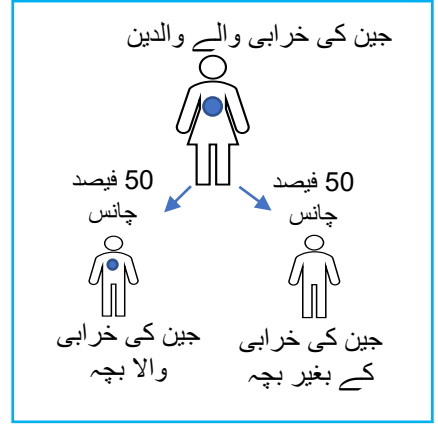 جین کی خرابی والے والدین
50 فیصد
چانس
50 فیصد
چانس
جین کی خرابی
کے بغیر بچہ
جین کی خرابی
والا بچہ